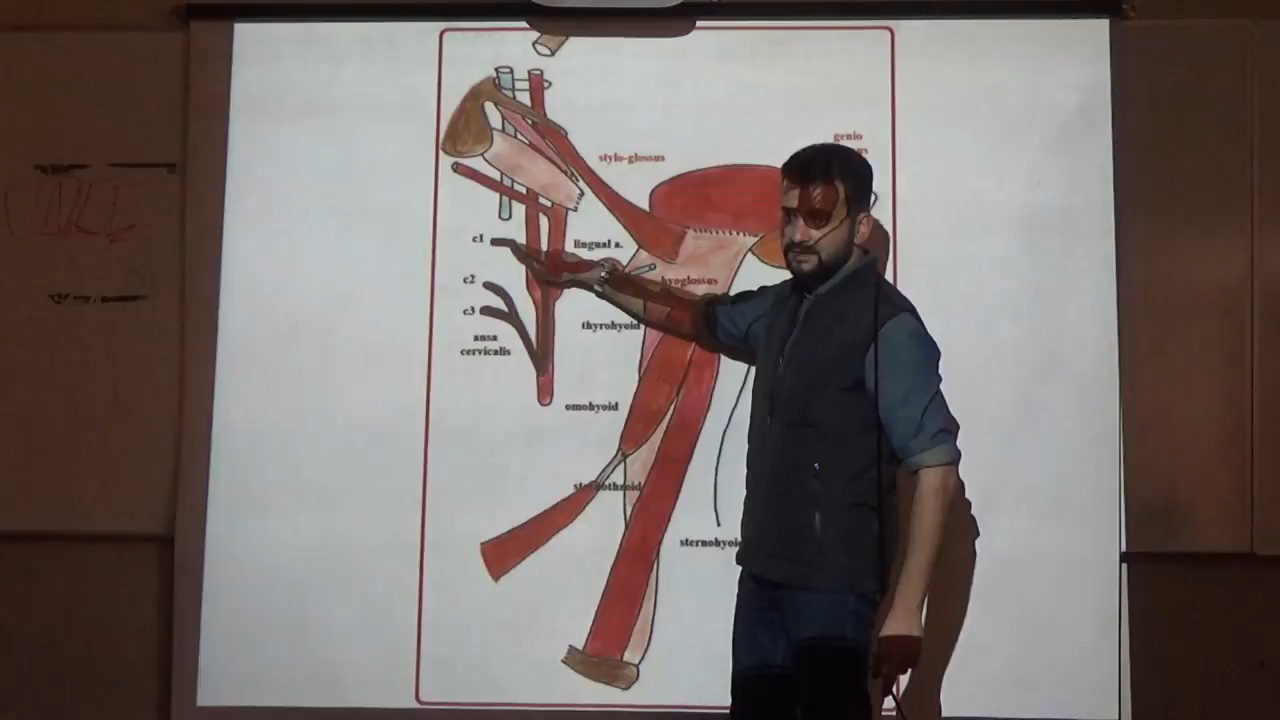 genio
stylo-glossus
c1
lingual a.
c2
hyoglossus
c3
thyrohyoid
ansa
cervicalis
omohyoid
sternohyoid